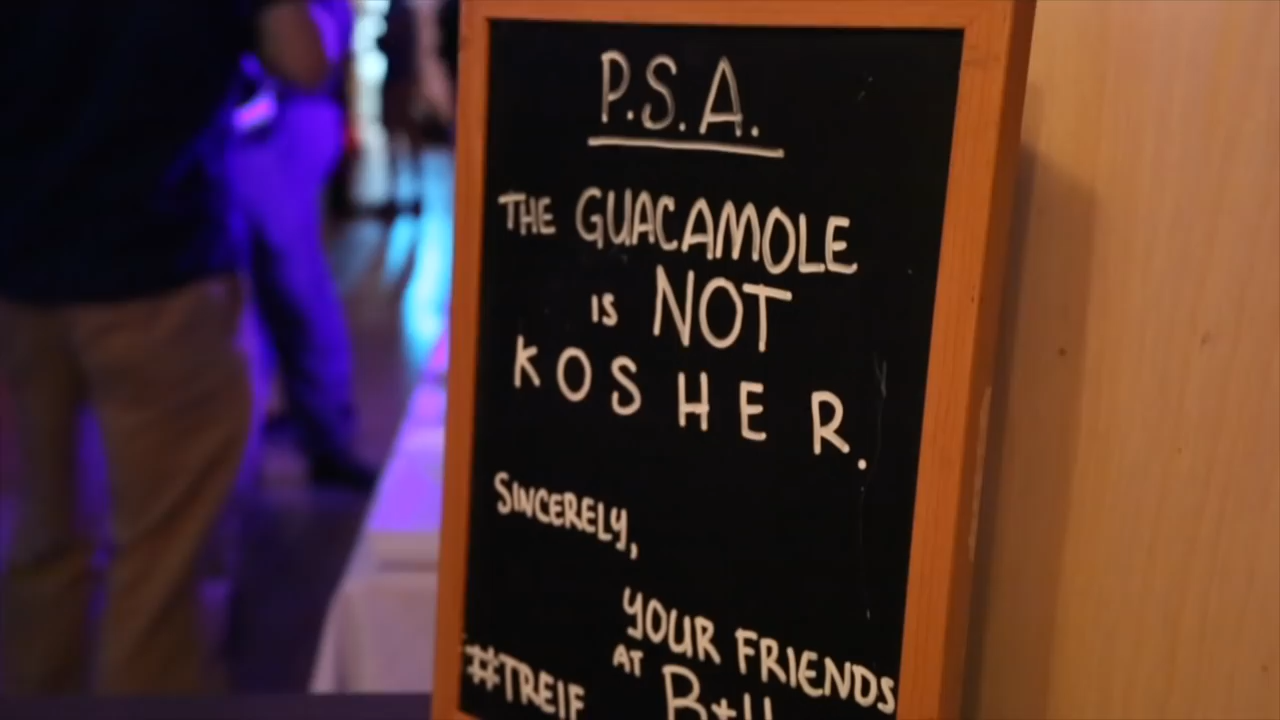 P.S.A.
THE GUACAMOLE
IS NOT
KOSHER.
SINCERELY,
YOUR FRIENDS
AT B+H
#TREIF